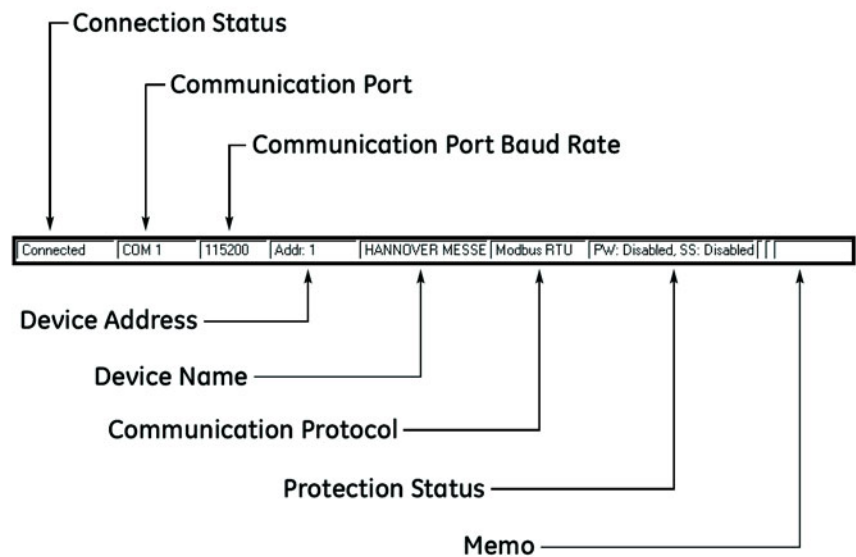 Connection Status
Communication Port
Communication Port Baud Rate
Connected COM 1 115200 Addr: 1 HANNOVER MESSE Modbus RTU PW: Disabled, SS: Disabled
Device Address
Device Name
Communication Protocol
Protection Status
Memo